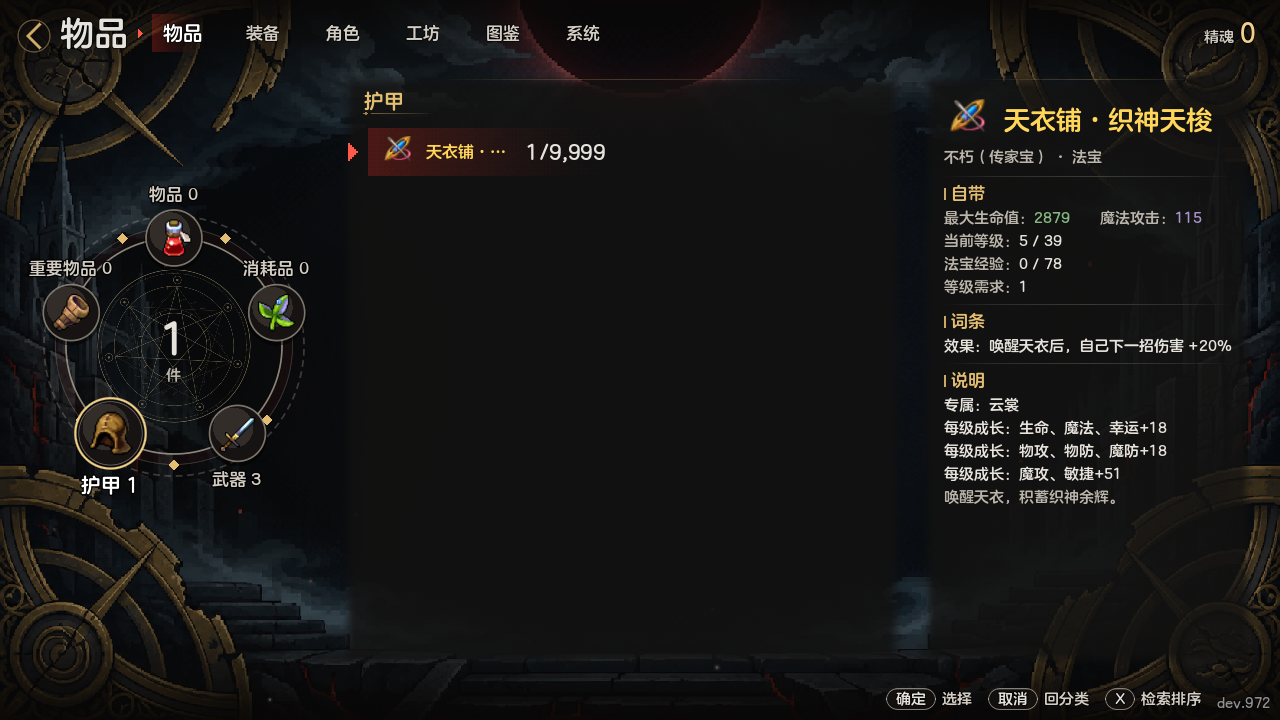 物品 物品 装备 角色 工坊 图鉴 系统 精魂 0
护甲
天衣铺·… 1/9,999
物品 0
重要物品 0
消耗品 0
1
件
护甲 1
武器 3
天衣铺·织神天梭
不朽（传家宝）·法宝
自带
最大生命值：2879 魔法攻击：115
当前等级：5 / 39
法宝经验：0 / 78
等级需求：1
词条
效果：唤醒天衣后，自己下一招伤害 +20%
说明
专属：云裳
每级成长：生命、魔法、幸运+18
每级成长：物攻、物防、魔防+18
每级成长：魔攻、敏捷+51
唤醒天衣，积蓄织神余辉。
确定 选择 取消 回分类 X 检索排序 dev.972